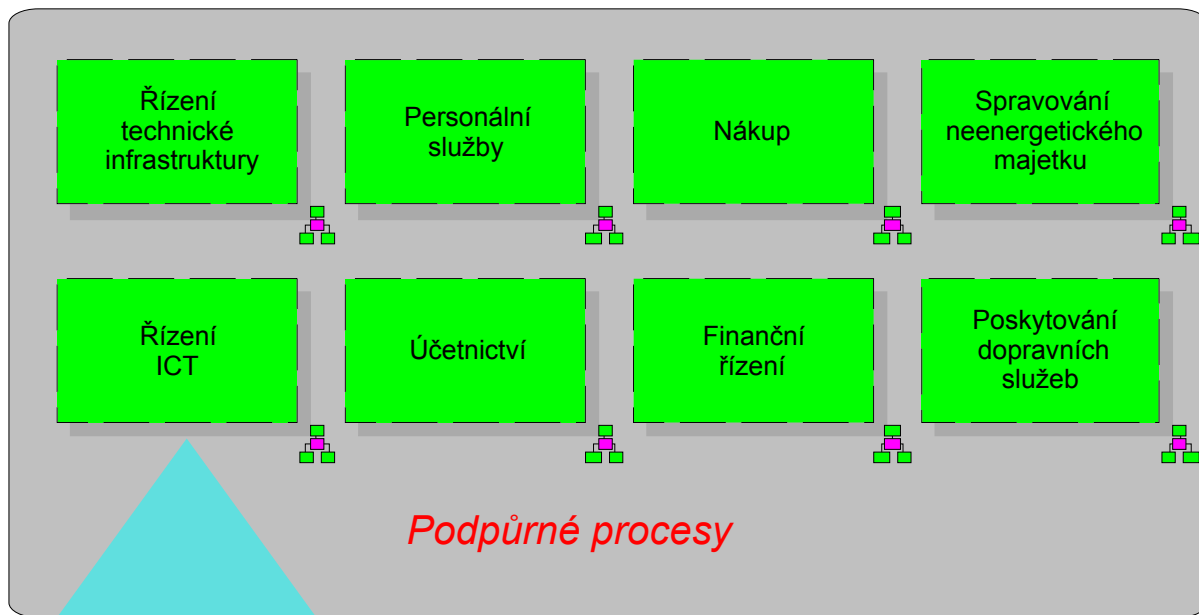 Řízení
technické
infrastruktury
Personální
služby
Nákup
Spravování
neenergetického
majetku
Řízení
ICT
Účetnictví
Finanční
řízení
Poskytování
dopravních
služeb
Podpůrné procesy